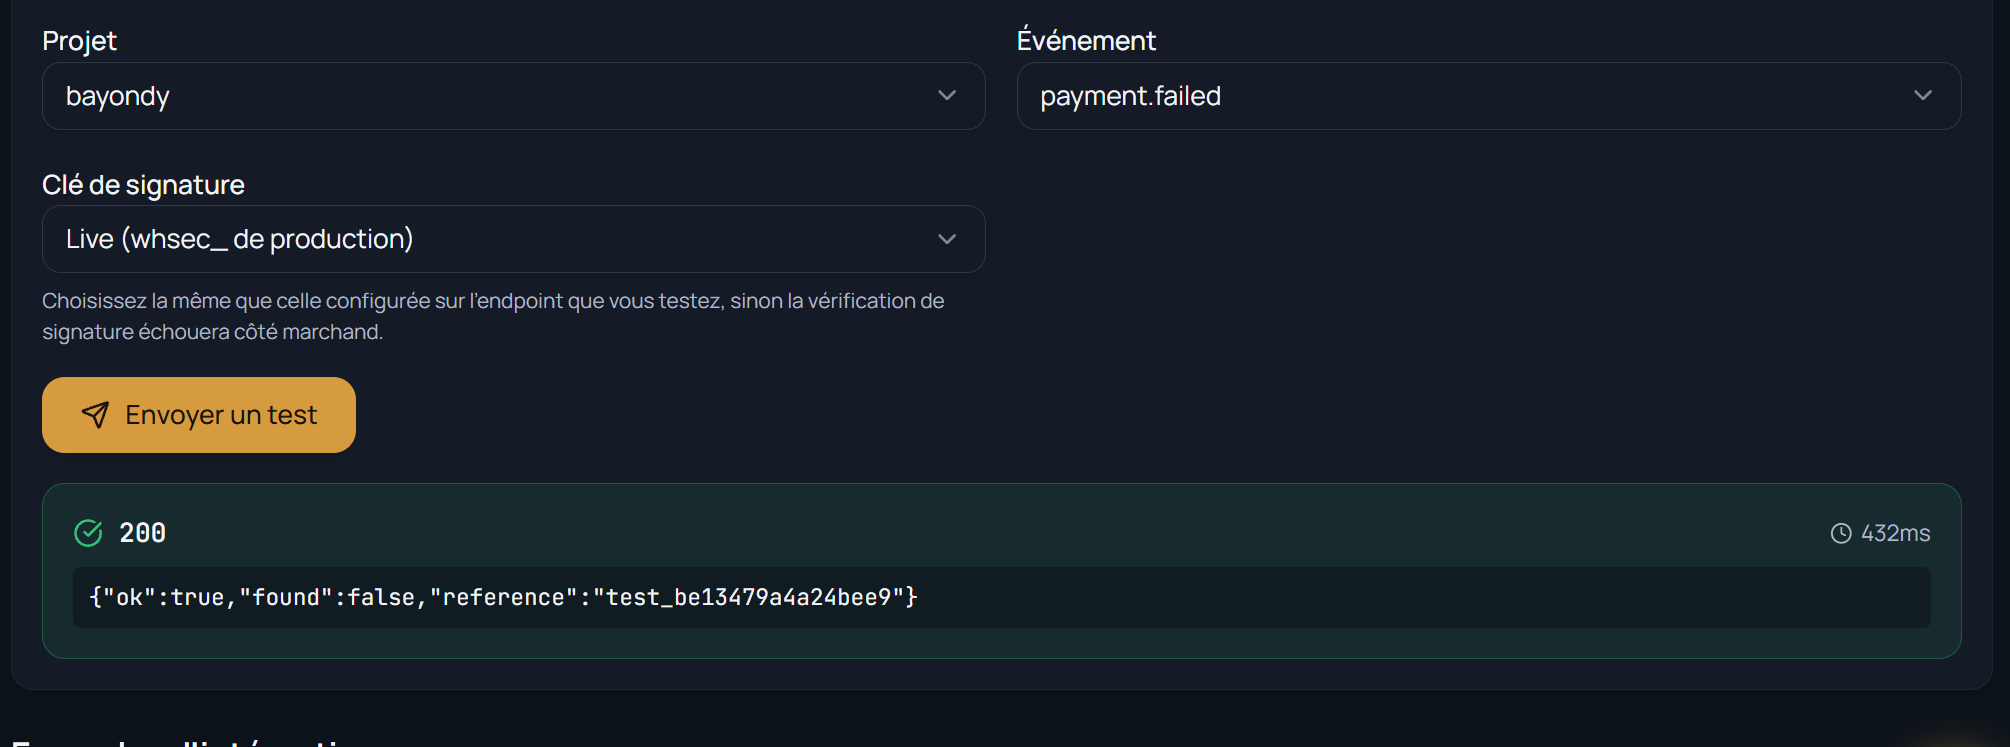 Projet
Événement
bayondy
payment.failed
Clé de signature
Live (whsec_ de production)
Choisissez la même que celle configurée sur l'endpoint que vous testez, sinon la vérification de
signature échouera côté marchand.
Envoyer un test
200
432ms
{"ok":true,"found":false,"reference":"test_be13479a4a24bee9"}